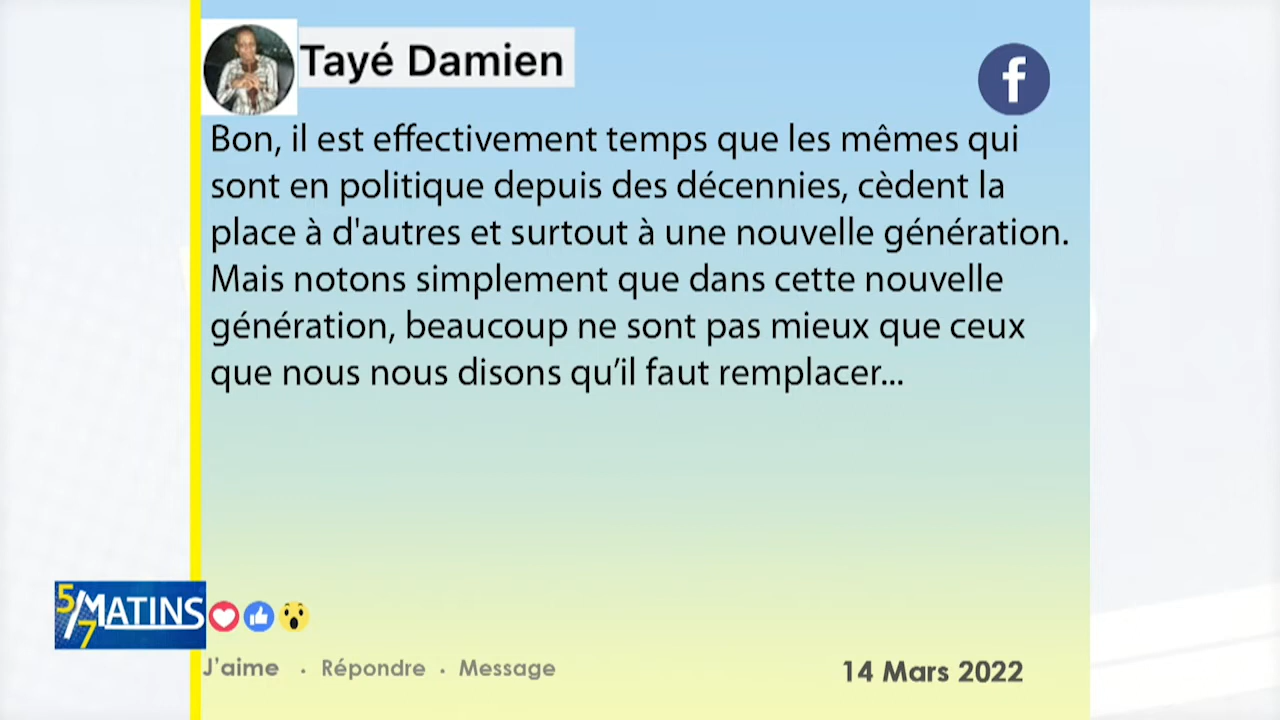 Tayé Damien
f
Bon, il est effectivement temps que les mêmes qui
sont en politique depuis des décennies, cèdent la
place à d'autres et surtout à une nouvelle génération.
Mais notons simplement que dans cette nouvelle
génération, beaucoup ne sont pas mieux que ceux
que nous nous disons qu’il faut remplacer...
5/7 MATINS
J’aime · Répondre · Message
14 Mars 2022